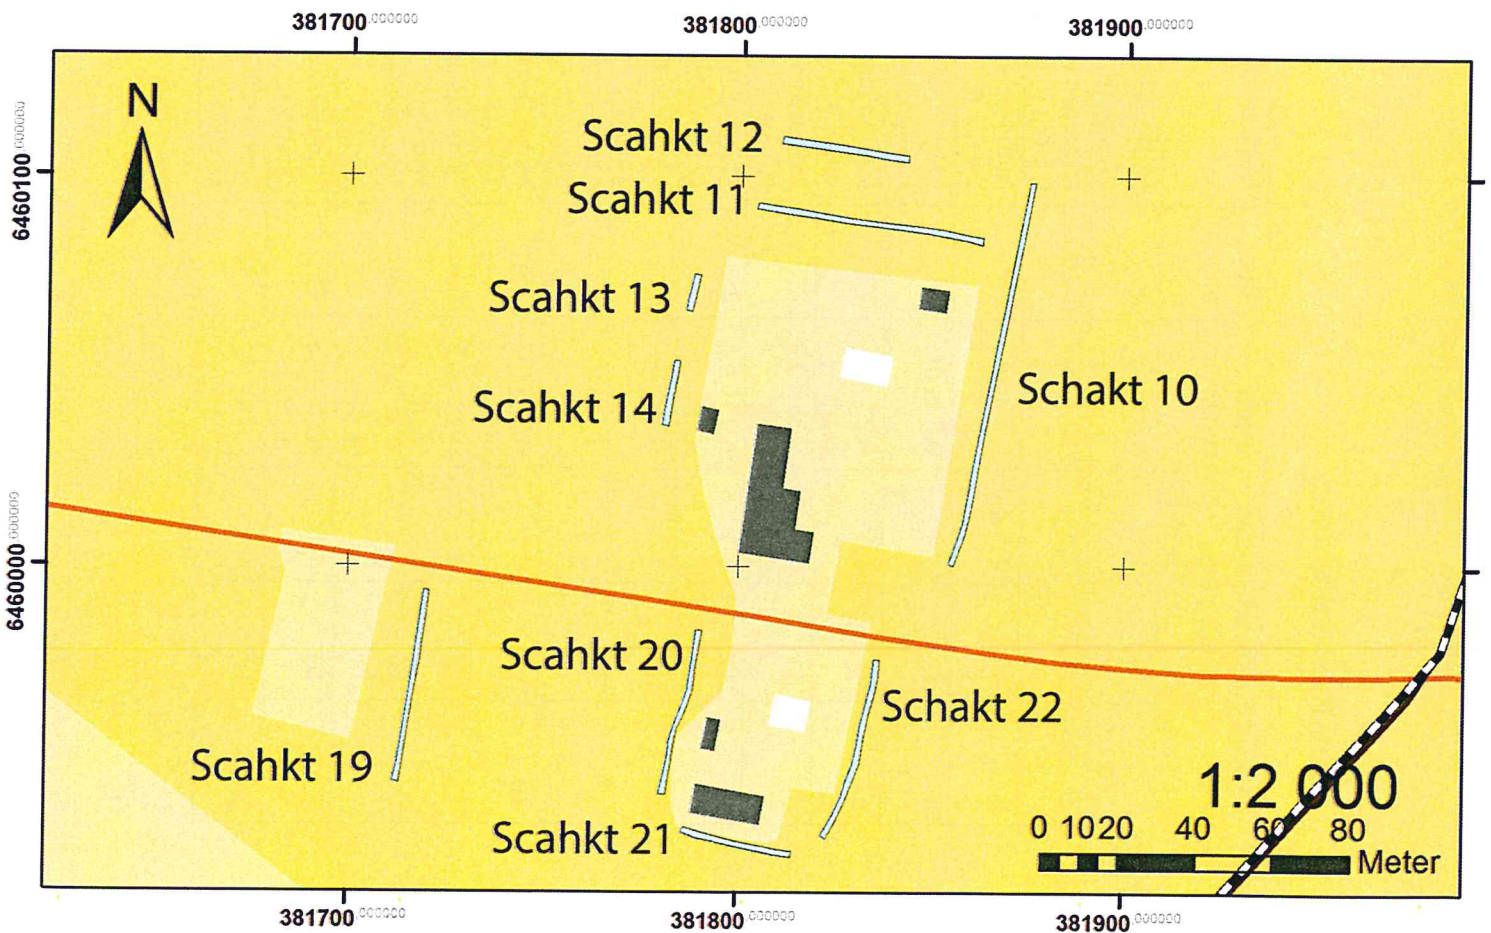 381700.000000 381800.000000 381900.000000
N
6460100.000000
6460000.000000
Scahkt 12
Scahkt 11
Scahkt 13
Scahkt 14
Schakt 10
Scahkt 20
Schakt 22
Scahkt 19
Scahkt 21
1:2 000
0 10 20 40 60 80
Meter
381700.000000 381800.000000 381900.000000